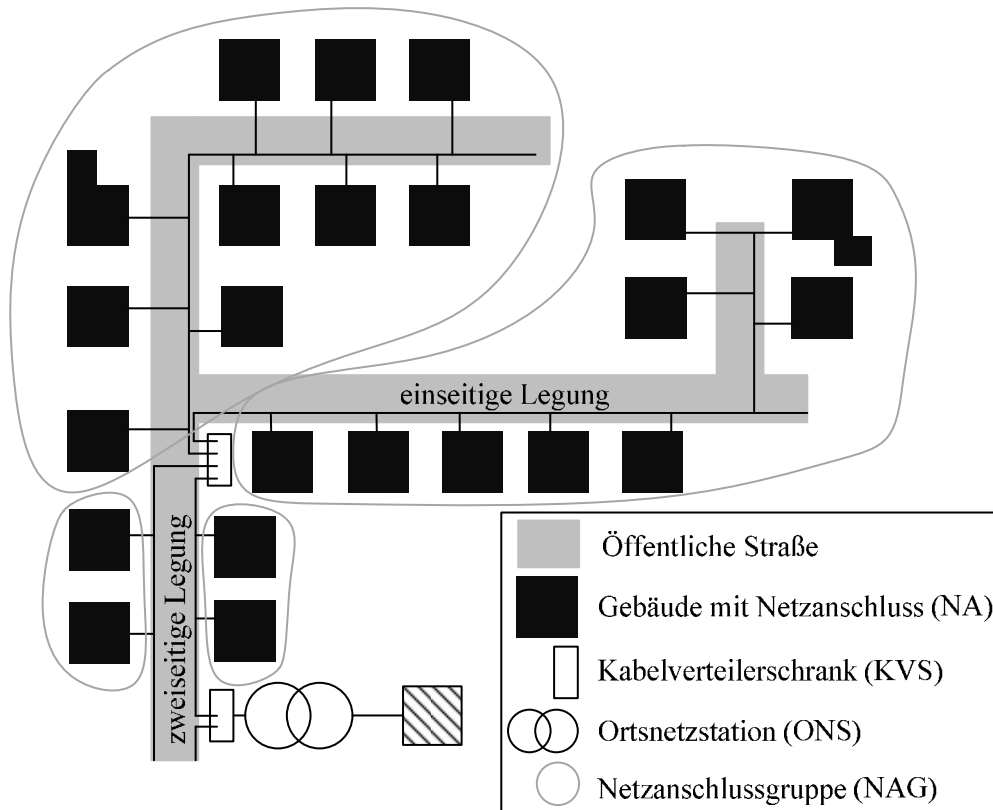 einseitige Legung
zweiseitige Legung
Öffentliche Straße
Gebäude mit Netzanschluss (NA)
Kabelverteilerschrank (KVS)
Ortsnetzstation (ONS)
Netzanschlussgruppe (NAG)